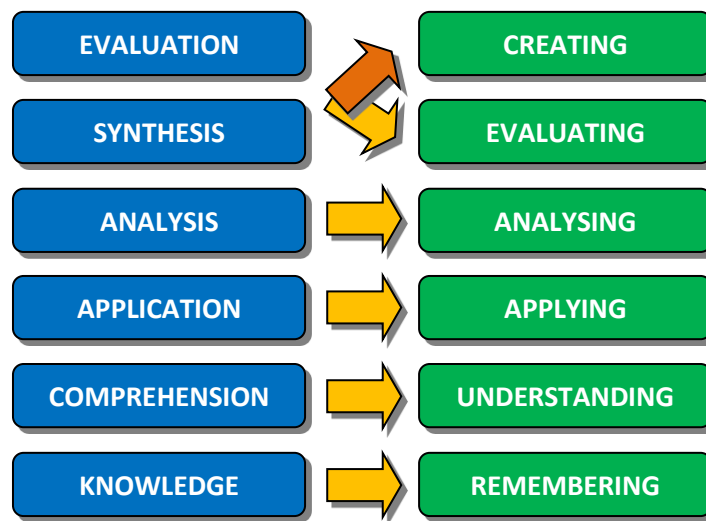 EVALUATION
CREATING
SYNTHESIS
EVALUATING
ANALYSIS
ANALYSING
APPLICATION
APPLYING
COMPREHENSION
UNDERSTANDING
KNOWLEDGE
REMEMBERING